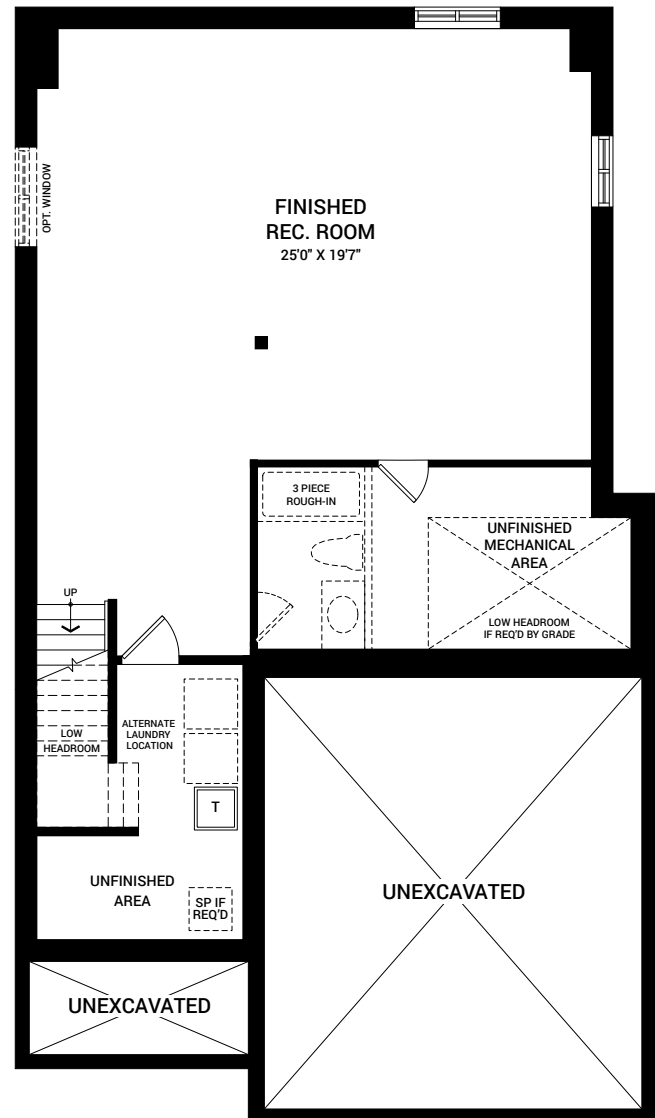 OPT. WINDOW
FINISHED
REC. ROOM
25'0" X 19'7"
3 PIECE
ROUGH-IN
UNFINISHED
MECHANICAL
AREA
LOW HEADROOM
IF REQ'D BY GRADE
UP
LOW
HEADROOM
ALTERNATE
LAUNDRY
LOCATION
T
UNFINISHED
AREA
SP IF
REQ'D
UNEXCAVATED
UNEXCAVATED